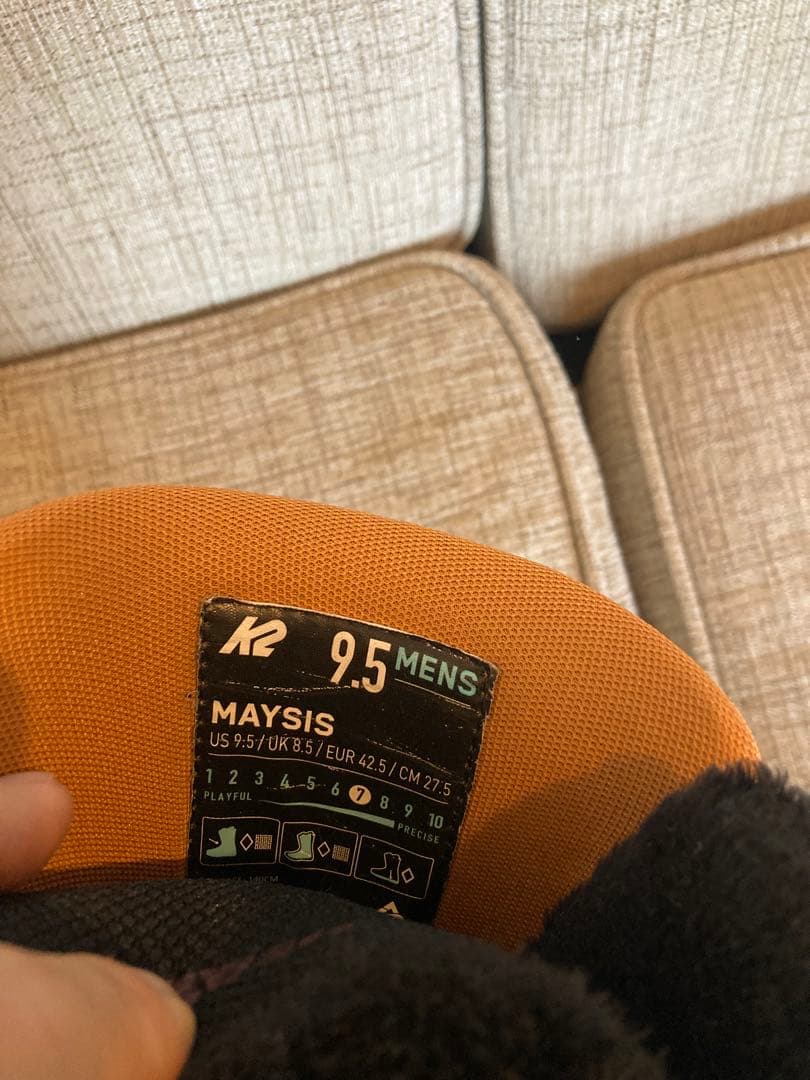 K2 9.5 MENS
MAYSIS
US 9.5 / UK 8.5 / EUR 42.5 / CM 27.5
1 2 3 4 5 6 7 8 9 10
PLAYFUL PRECISE